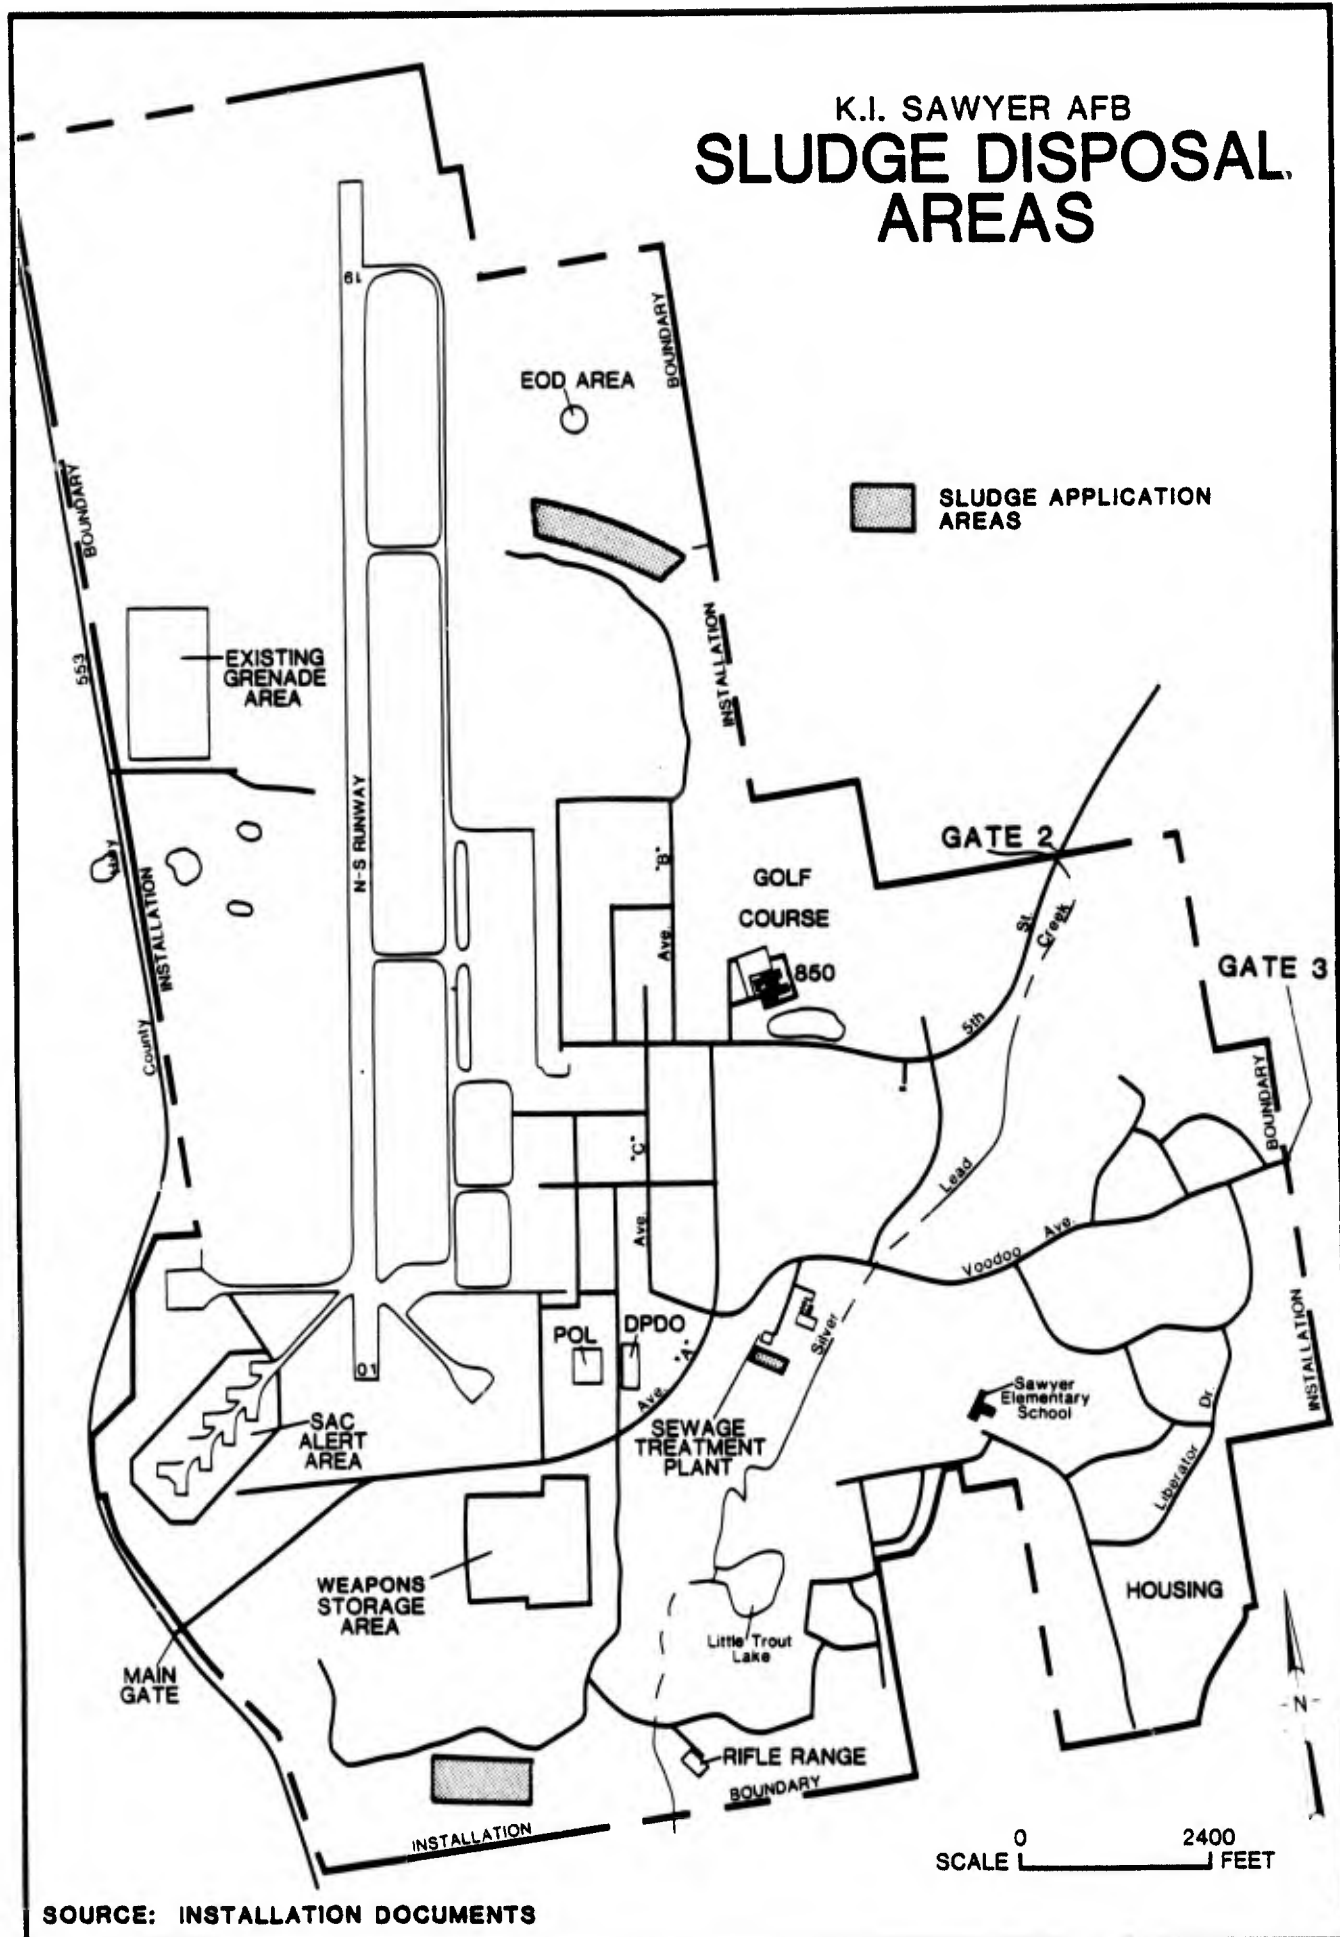 K.I. SAWYER AFB
SLUDGE DISPOSAL
AREAS
19
BOUNDARY
EOD AREA
SLUDGE APPLICATION
AREAS
BOUNDARY
INSTALLATION
553
EXISTING
GRENADE
AREA
N-S RUNWAY
Hwy
INSTALLATION
County
"B"
Ave.
GOLF
COURSE
850
GATE 2
St.
Creek
5th
GATE 3
BOUNDARY
"C"
Ave.
Lead
Voodoo Ave.
INSTALLATION
POL
DPDO
"A"
Ave.
Silver
01
SAC
ALERT
AREA
SEWAGE
TREATMENT
PLANT
Sawyer
Elementary
School
Dr.
Liberator
WEAPONS
STORAGE
AREA
HOUSING
Little Trout
Lake
MAIN
GATE
N
RIFLE RANGE
BOUNDARY
INSTALLATION
0 2400
SCALE FEET
SOURCE: INSTALLATION DOCUMENTS